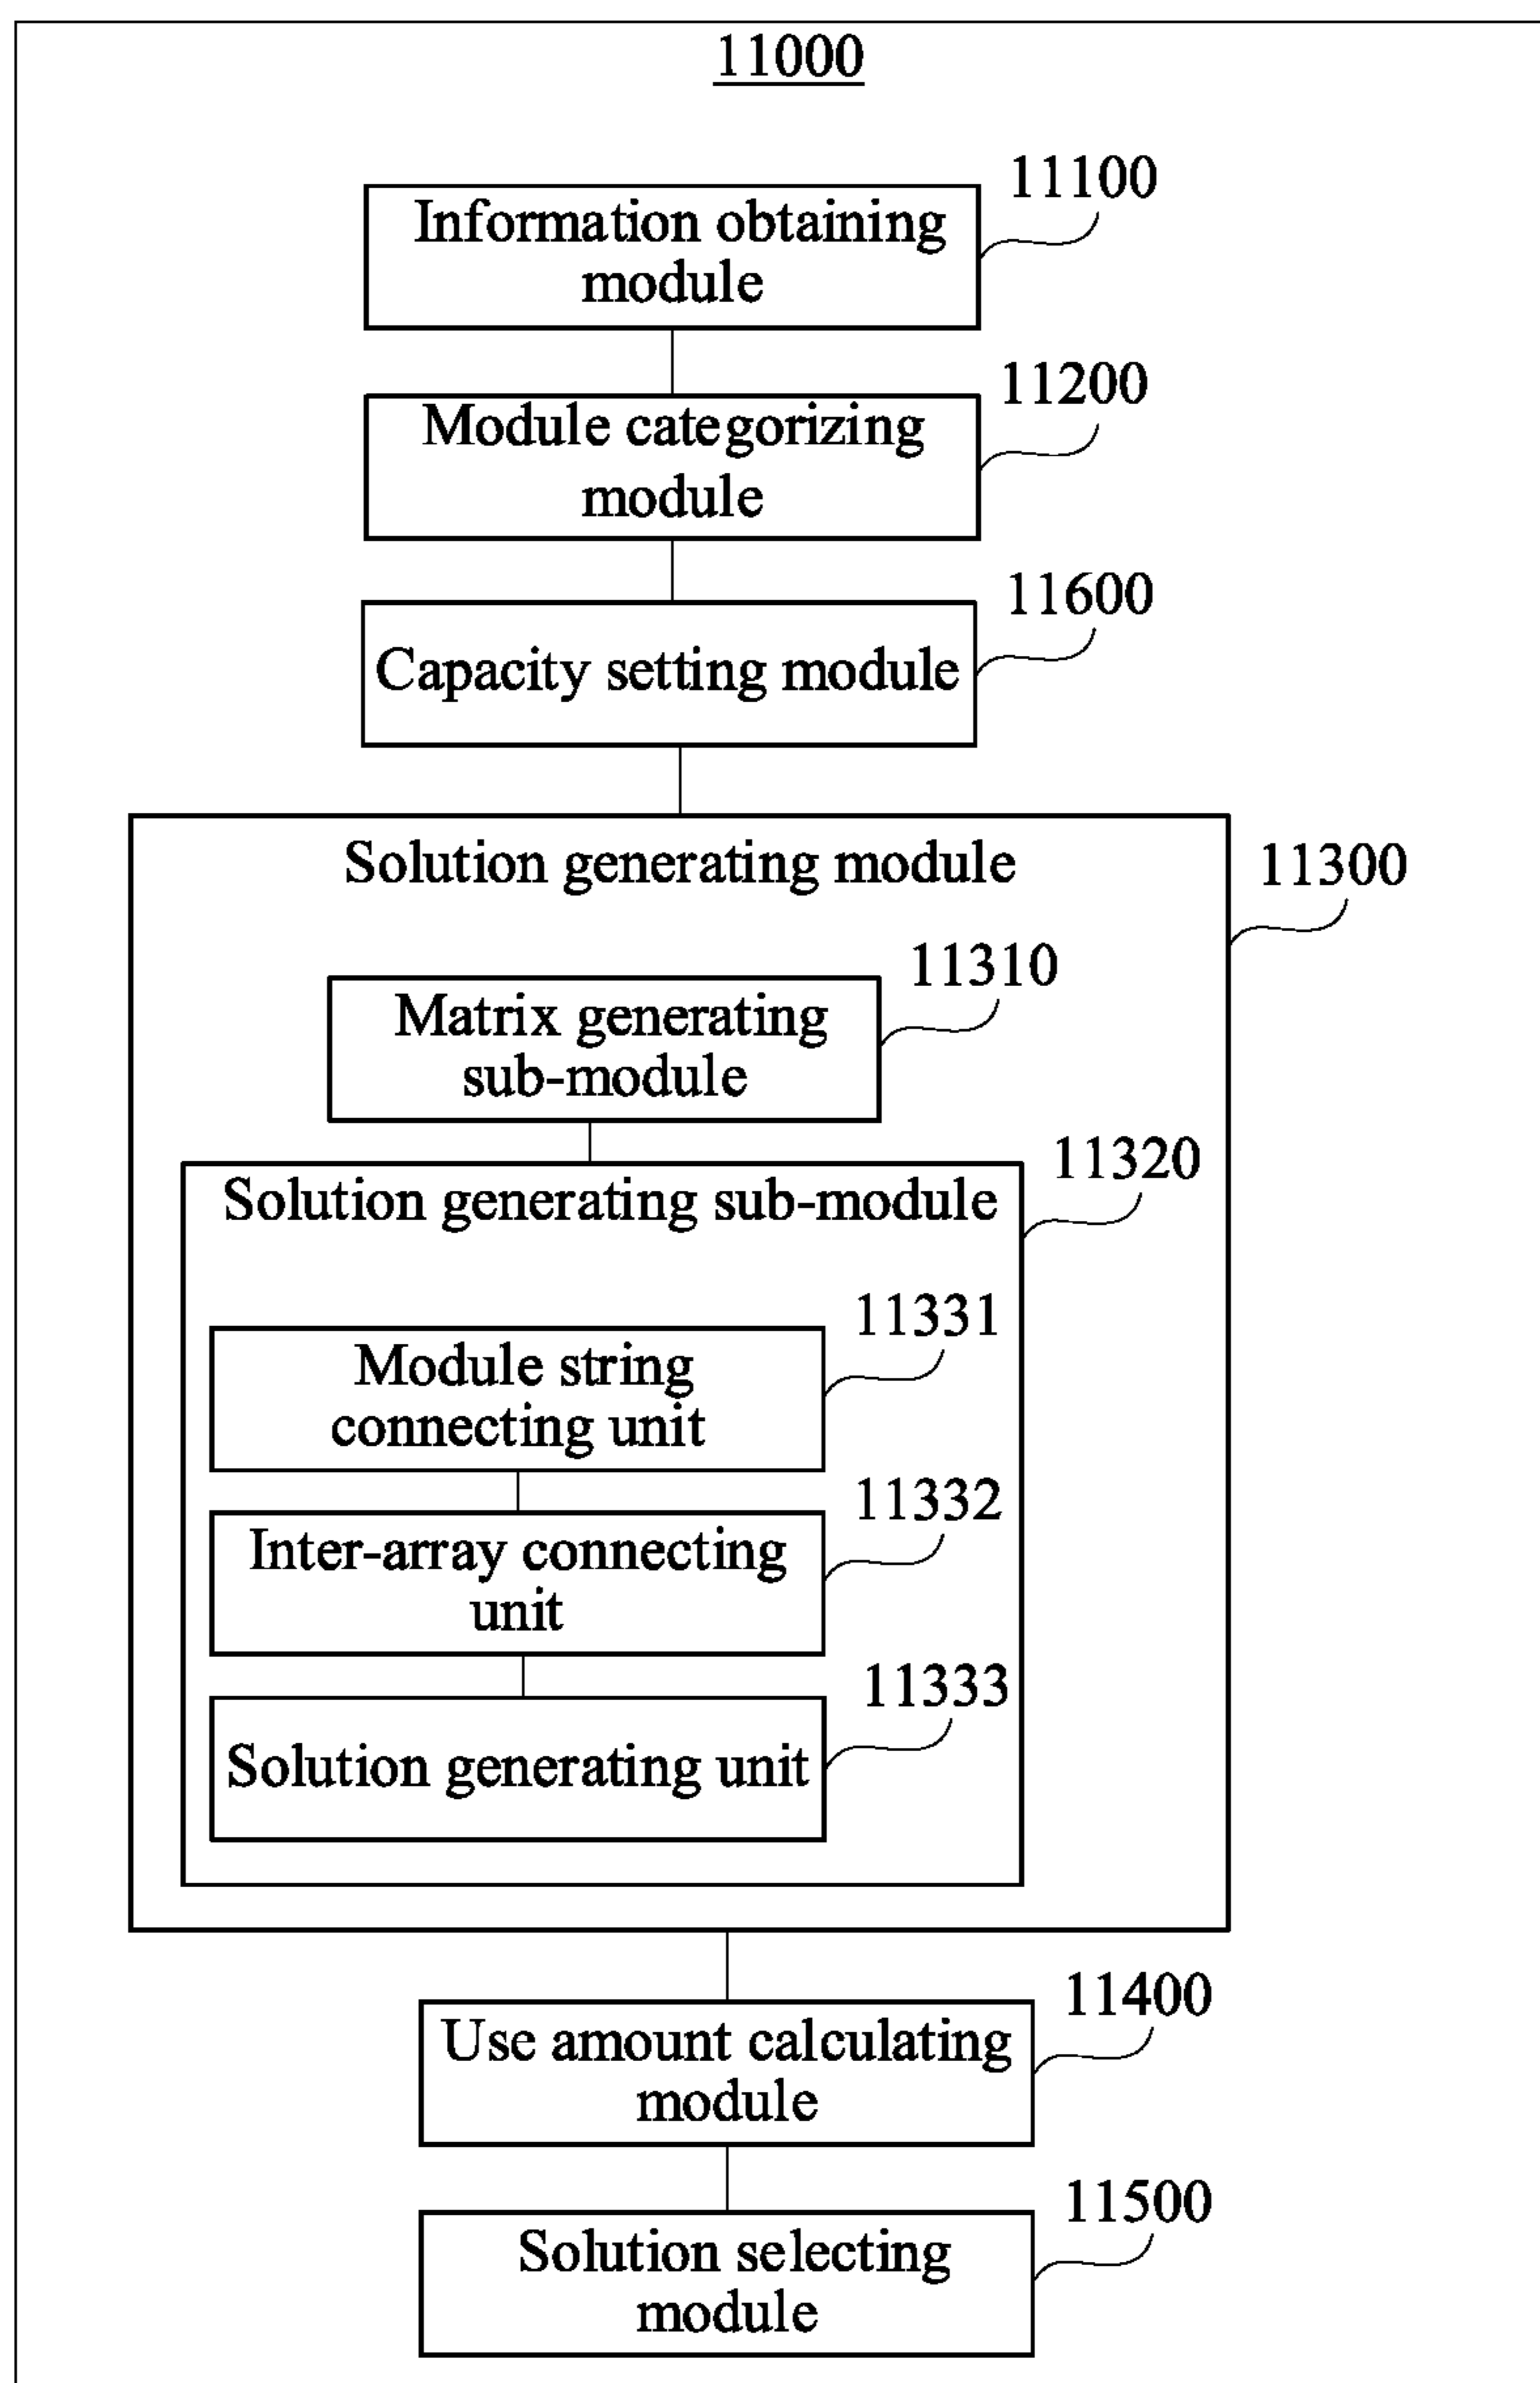 11000
11100
Information obtaining
module
11200
Module categorizing
module
11600
Capacity setting module
Solution generating module
11300
11310
Matrix generating
sub-module
11320
Solution generating sub-module
11331
Module string
connecting unit
11332
Inter-array connecting
unit
11333
Solution generating unit
11400
Use amount calculating
module
11500
Solution selecting
module